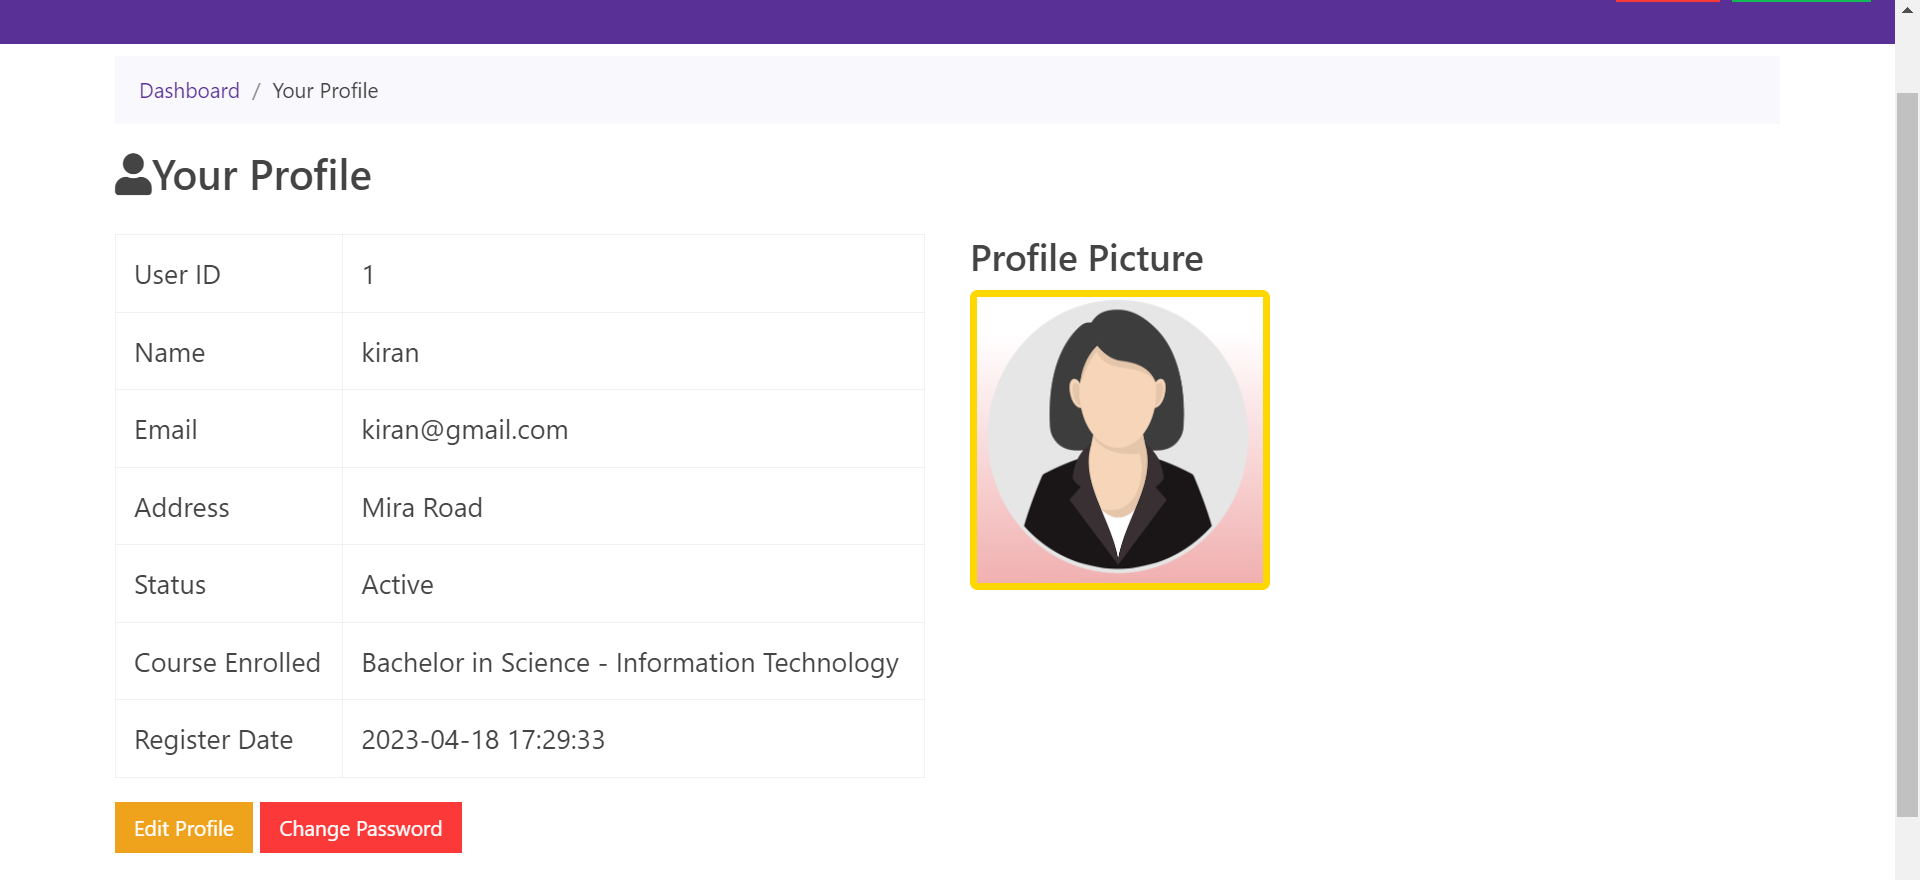 Dashboard / Your Profile
Your Profile
User ID 1
Name kiran
Email kiran@gmail.com
Address Mira Road
Status Active
Course Enrolled Bachelor in Science - Information Technology
Register Date 2023-04-18 17:29:33
Profile Picture
Edit Profile Change Password